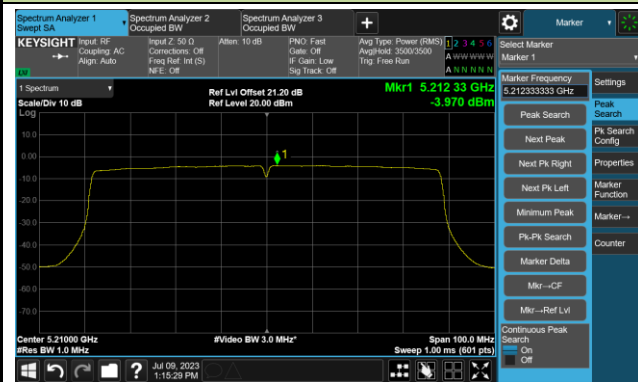 Spectrum Analyzer 1
Swept SA
Spectrum Analyzer 2
Occupied BW
Spectrum Analyzer 3
Occupied BW
Marker
KEYSIGHT
Input: RF
Coupling: AC
Align: Auto
Input Z: 50 Ω
Corrections: Off
Freq Ref: Int (S)
NFE: Off
Atten: 10 dB
PNO: Fast
Gate: Off
IF Gain: Low
Sig Track: Off
Avg Type: Power (RMS)
Avg|Hold: 3500/3500
Trig: Free Run
1 2 3 4 5 6
A W W W W W
A N N N N N
LW
Select Marker
Marker 1
1 Spectrum
Scale/Div 10 dB
Log
Ref Lvl Offset 21.20 dB
Ref Level 20.00 dBm
Mkr1 5.212 33 GHz
-3.970 dBm
10.0
0.00
-10.0
-20.0
-30.0
-40.0
-50.0
-60.0
-70.0
1
Center 5.21000 GHz
#Res BW 1.0 MHz
#Video BW 3.0 MHz*
Span 100.0 MHz
Sweep 1.00 ms (601 pts)
Marker Frequency
5.212333333 GHz
Peak Search
Next Peak
Next Pk Right
Next Pk Left
Minimum Peak
Pk-Pk Search
Marker Delta
Mkr→CF
Mkr→Ref Lvl
Continuous Peak
Search
On
Off
Settings
Peak
Search
Pk Search
Config
Properties
Marker
Function
Marker→
Counter
Jul 09, 2023
1:15:29 PM